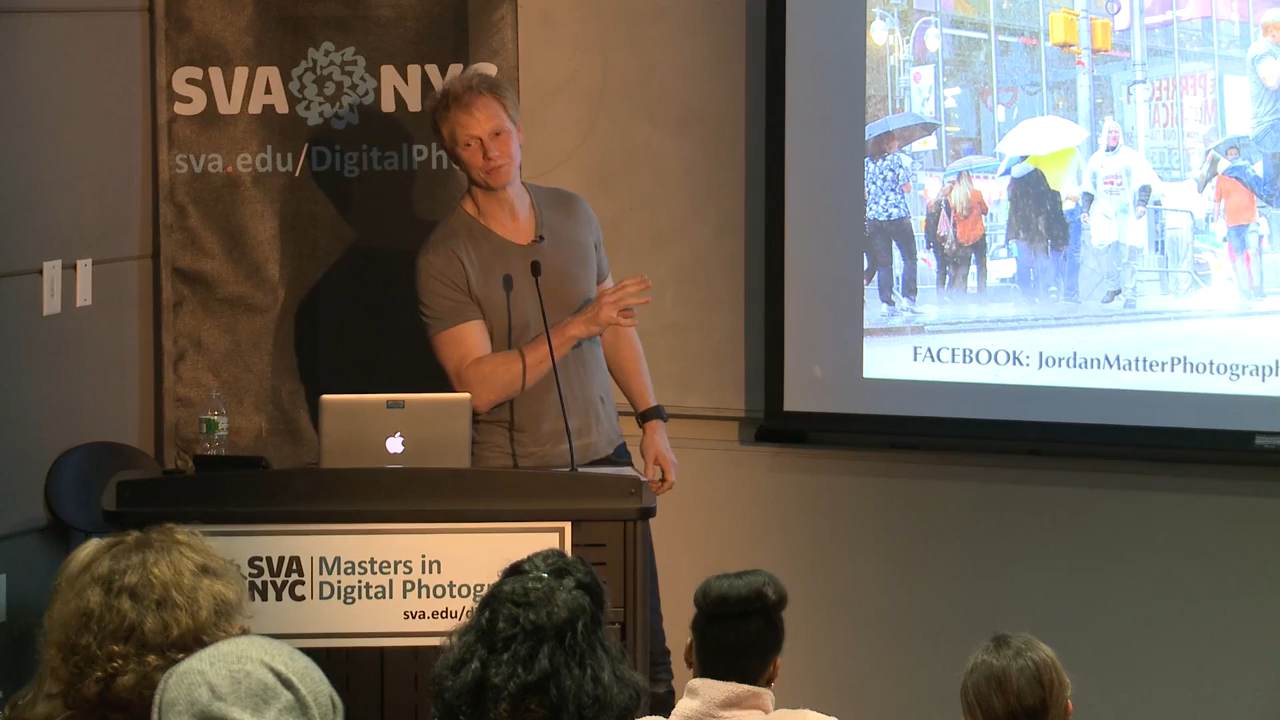 SVA NYC
sva.edu/DigitalPh
FACEBOOK: JordanMatterPhotograph
SVA
NYC
Masters in
Digital Photog
sva.edu/d